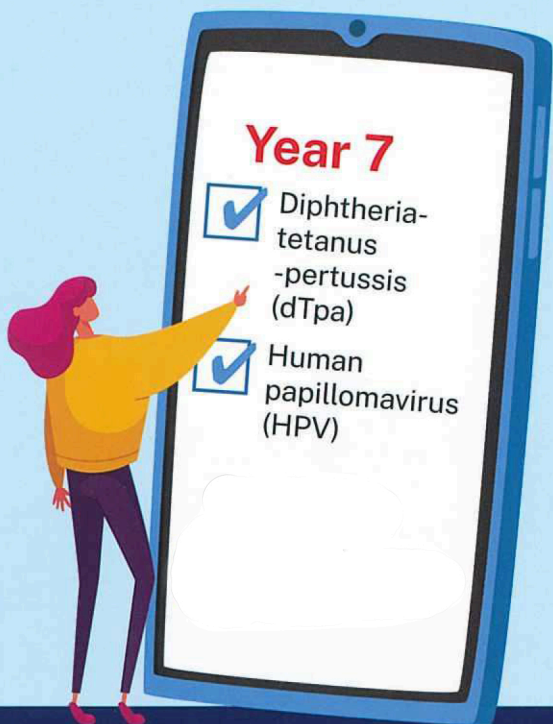 Year 7
Diphtheria-
tetanus
-pertussis
(dTpa)
Human
papillomavirus
(HPV)